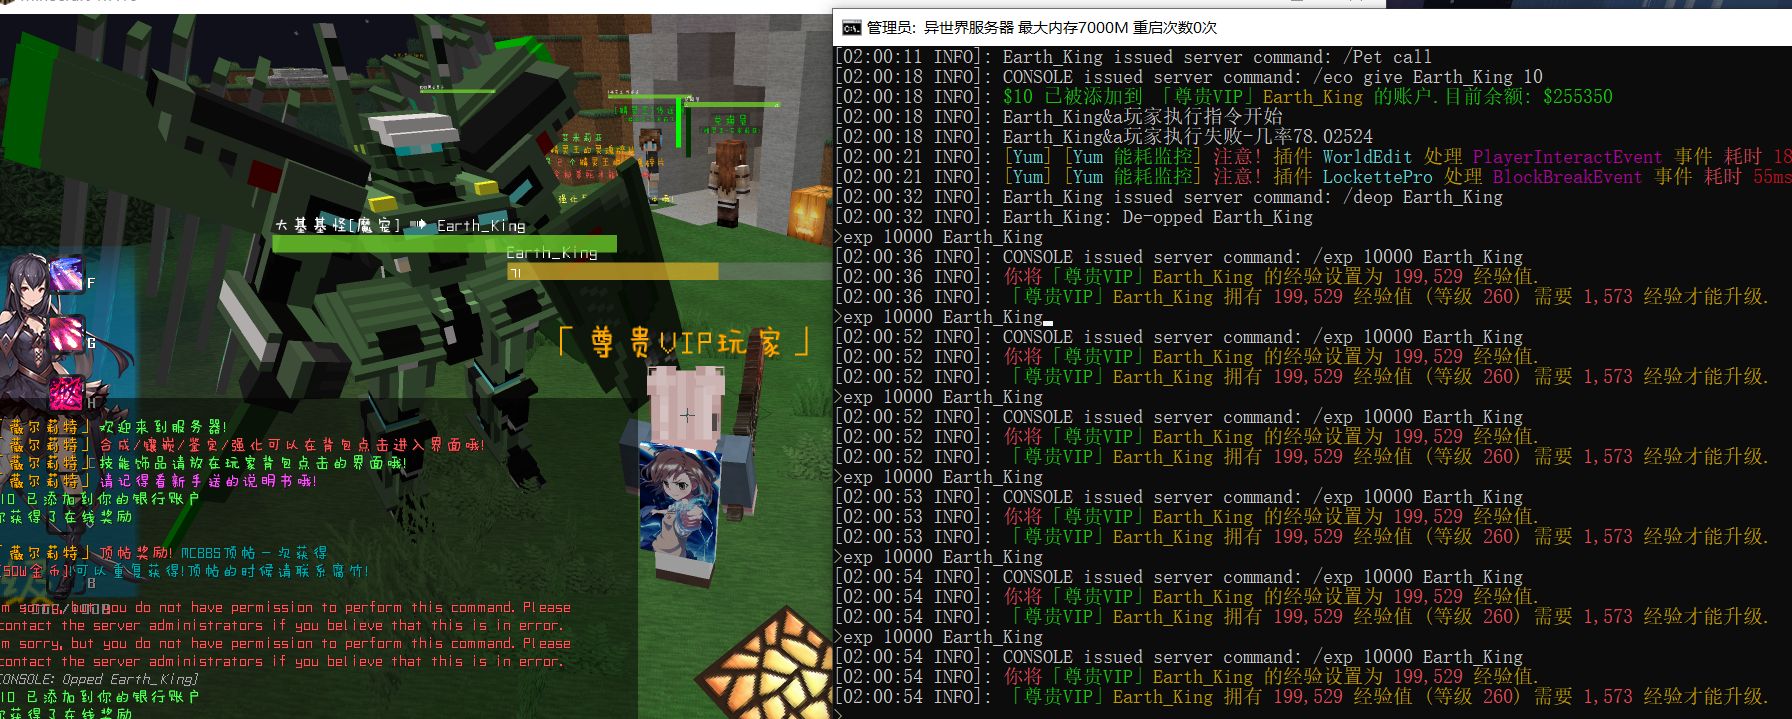 管理员: 异世界服务器 最大内存7000M 重启次数0次
大基基怪[魔宠] ➠ Earth_King
Earth_King
「尊贵VIP玩家」
F
G
H
「薇尔莉特」欢迎来到服务器!
「薇尔莉特」合成/镶嵌/鉴定/强化可以在背包点击进入界面哦!
「薇尔莉特」技能饰品请放在玩家背包点击的界面哦!
「薇尔莉特」请记得看新手送的说明书哦!
10 已添加到你的银行账户
你获得了在线奖励
「薇尔莉特」顶帖奖励! MCBBS顶帖一次获得
[50W金币]可以重复获得!顶帖的时候请联系腐竹!
B
m sorry, but you do not have permission to perform this command. Please
contact the server administrators if you believe that this is in error.
m sorry, but you do not have permission to perform this command. Please
contact the server administrators if you believe that this is in error.
CONSOLE: Opped Earth_King]
10 已添加到你的银行账户
你获得了在线奖励
[02:00:11 INFO]: Earth_King issued server command: /Pet call
[02:00:18 INFO]: CONSOLE issued server command: /eco give Earth_King 10
[02:00:18 INFO]: $10 已被添加到 「尊贵VIP」Earth_King 的账户.目前余额: $255350
[02:00:18 INFO]: Earth_King&a玩家执行指令开始
[02:00:18 INFO]: Earth_King&a玩家执行失败-几率78.02524
[02:00:21 INFO]: [Yum] [Yum 能耗监控] 注意! 插件 WorldEdit 处理 PlayerInteractEvent 事件 耗时 18
[02:00:21 INFO]: [Yum] [Yum 能耗监控] 注意! 插件 LockettePro 处理 BlockBreakEvent 事件 耗时 55ms
[02:00:32 INFO]: Earth_King issued server command: /deop Earth_King
[02:00:32 INFO]: Earth_King: De-opped Earth_King
>exp 10000 Earth_King
[02:00:36 INFO]: CONSOLE issued server command: /exp 10000 Earth_King
[02:00:36 INFO]: 你将「尊贵VIP」Earth_King 的经验设置为 199,529 经验值.
[02:00:36 INFO]: 「尊贵VIP」Earth_King 拥有 199,529 经验值 (等级 260) 需要 1,573 经验才能升级.
>exp 10000 Earth_King
[02:00:52 INFO]: CONSOLE issued server command: /exp 10000 Earth_King
[02:00:52 INFO]: 你将「尊贵VIP」Earth_King 的经验设置为 199,529 经验值.
[02:00:52 INFO]: 「尊贵VIP」Earth_King 拥有 199,529 经验值 (等级 260) 需要 1,573 经验才能升级.
>exp 10000 Earth_King
[02:00:52 INFO]: CONSOLE issued server command: /exp 10000 Earth_King
[02:00:52 INFO]: 你将「尊贵VIP」Earth_King 的经验设置为 199,529 经验值.
[02:00:52 INFO]: 「尊贵VIP」Earth_King 拥有 199,529 经验值 (等级 260) 需要 1,573 经验才能升级.
>exp 10000 Earth_King
[02:00:53 INFO]: CONSOLE issued server command: /exp 10000 Earth_King
[02:00:53 INFO]: 你将「尊贵VIP」Earth_King 的经验设置为 199,529 经验值.
[02:00:53 INFO]: 「尊贵VIP」Earth_King 拥有 199,529 经验值 (等级 260) 需要 1,573 经验才能升级.
>exp 10000 Earth_King
[02:00:54 INFO]: CONSOLE issued server command: /exp 10000 Earth_King
[02:00:54 INFO]: 你将「尊贵VIP」Earth_King 的经验设置为 199,529 经验值.
[02:00:54 INFO]: 「尊贵VIP」Earth_King 拥有 199,529 经验值 (等级 260) 需要 1,573 经验才能升级.
>exp 10000 Earth_King
[02:00:54 INFO]: CONSOLE issued server command: /exp 10000 Earth_King
[02:00:54 INFO]: 你将「尊贵VIP」Earth_King 的经验设置为 199,529 经验值.
[02:00:54 INFO]: 「尊贵VIP」Earth_King 拥有 199,529 经验值 (等级 260) 需要 1,573 经验才能升级.
>